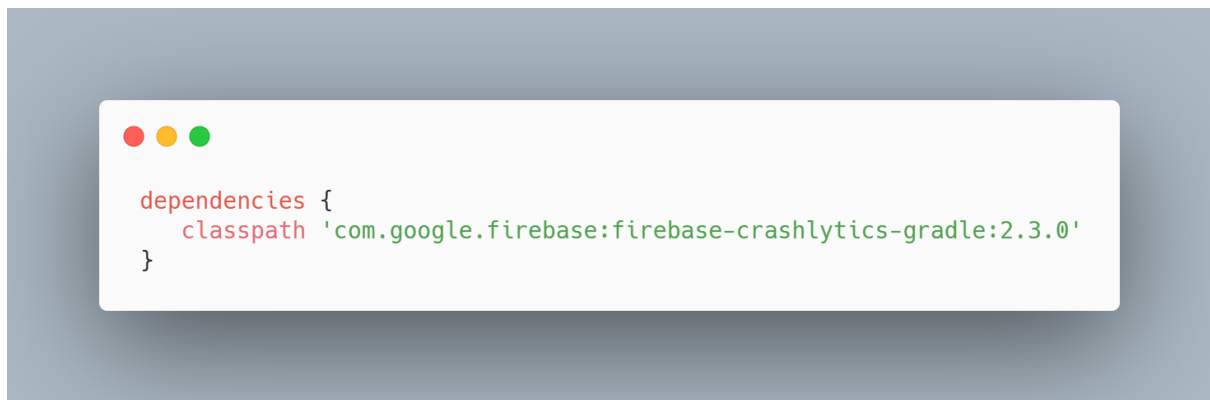 dependencies {
   classpath 'com.google.firebase:firebase-crashlytics-gradle:2.3.0'
}